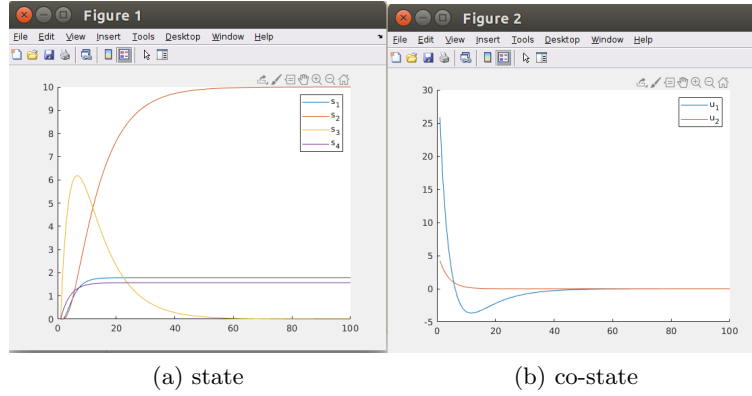 Figure 1
File Edit View Insert Tools Desktop Window Help
10
9
8
7
6
5
4
3
2
1
0
0 20 40 60 80 100
s1
s2
s3
s4
(a) state
Figure 2
File Edit View Insert Tools Desktop Window Help
30
25
20
15
10
5
0
-5
0 20 40 60 80 100
u1
u2
(b) co-state